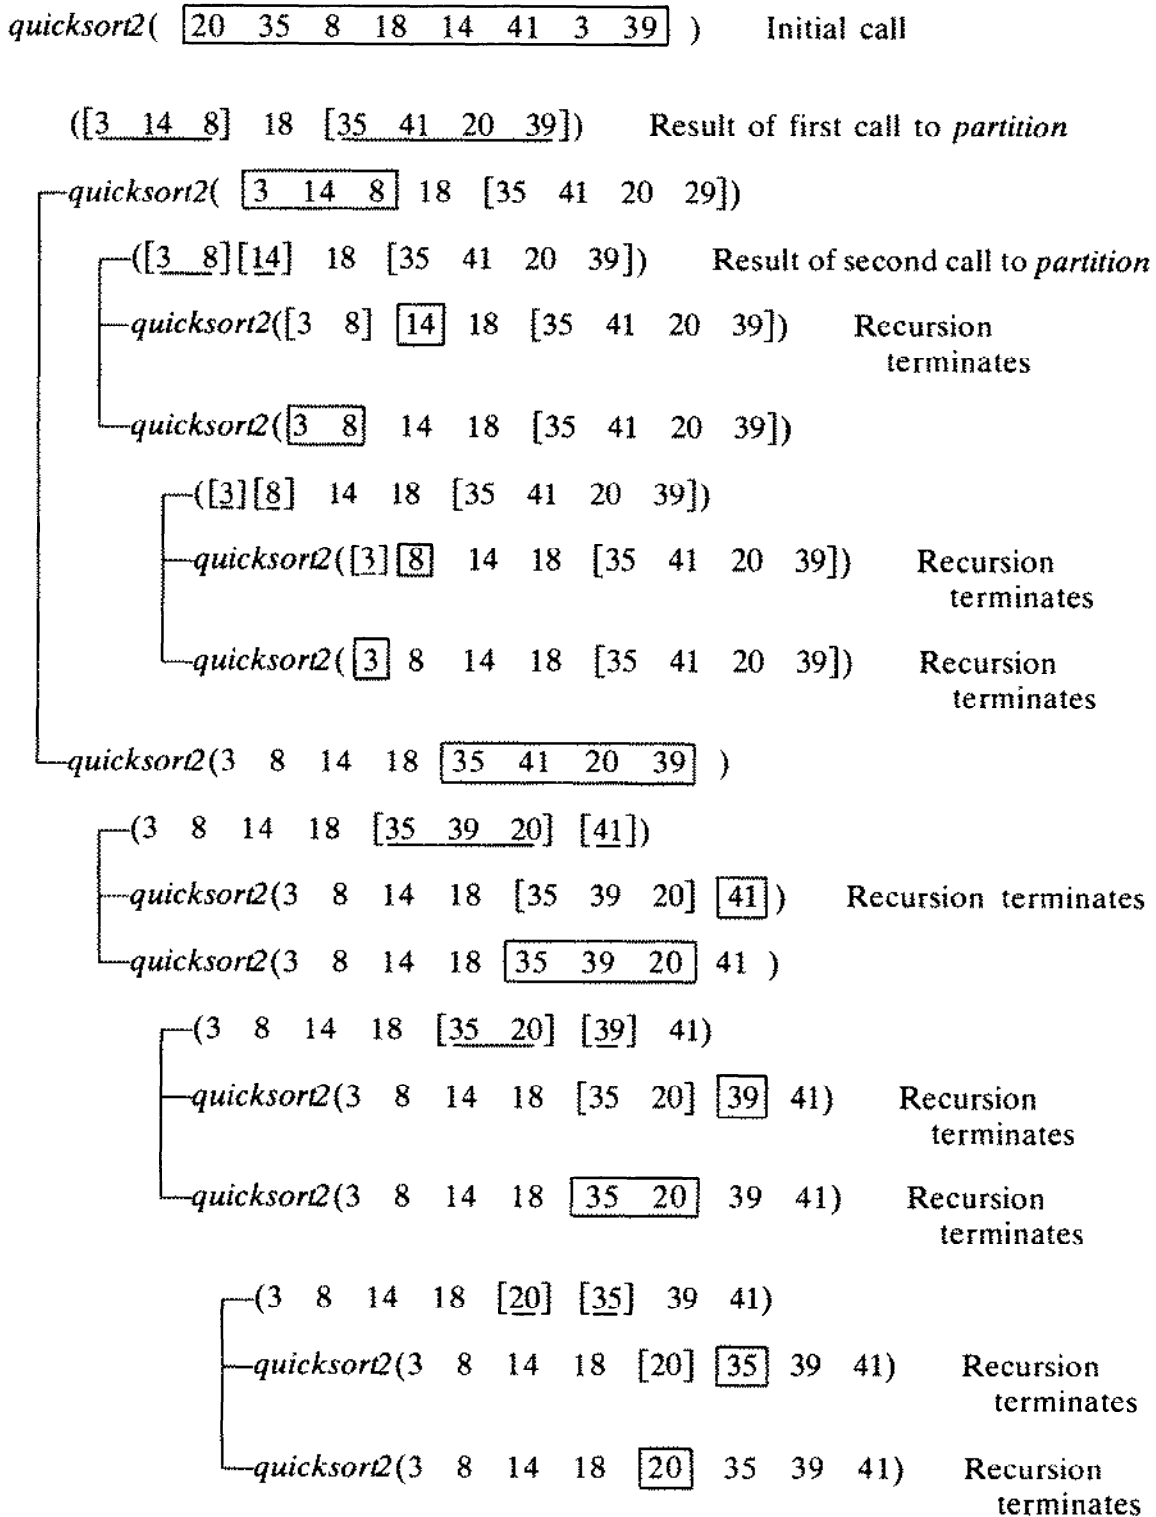 quicksort2( 20 35 8 18 14 41 3 39 ) Initial call
([3 14 8] 18 [35 41 20 39]) Result of first call to partition
quicksort2( 3 14 8 18 [35 41 20 29])
([3 8][14] 18 [35 41 20 39]) Result of second call to partition
quicksort2([3 8] 14 18 [35 41 20 39]) Recursion
terminates
quicksort2(3 8 14 18 [35 41 20 39])
([3][8] 14 18 [35 41 20 39])
quicksort2([3] 8 14 18 [35 41 20 39]) Recursion
terminates
quicksort2( 3 8 14 18 [35 41 20 39]) Recursion
terminates
quicksort2(3 8 14 18 35 41 20 39 )
(3 8 14 18 [35 39 20] [41])
quicksort2(3 8 14 18 [35 39 20] 41 ) Recursion terminates
quicksort2(3 8 14 18 35 39 20 41 )
(3 8 14 18 [35 20] [39] 41)
quicksort2(3 8 14 18 [35 20] 39 41) Recursion
terminates
quicksort2(3 8 14 18 35 20 39 41) Recursion
terminates
(3 8 14 18 [20] [35] 39 41)
quicksort2(3 8 14 18 [20] 35 39 41) Recursion
terminates
quicksort2(3 8 14 18 20 35 39 41) Recursion
terminates